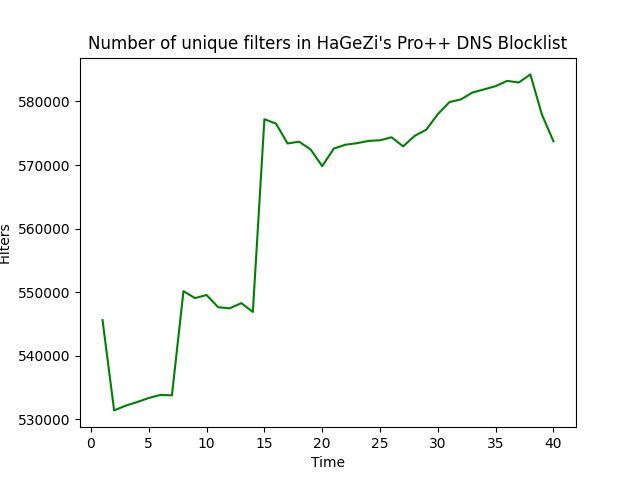 Number of unique filters in HaGeZi's Pro++ DNS Blocklist
580000
570000
560000
550000
540000
530000
Filters
0 5 10 15 20 25 30 35 40
Time